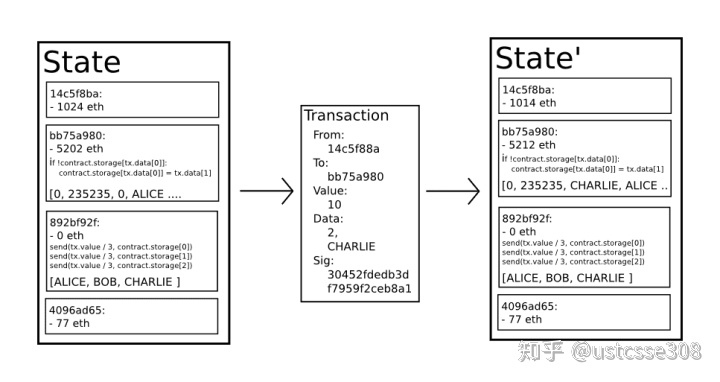 State
14c5f8ba:
- 1024 eth
bb75a980:
- 5202 eth
if !contract.storage[tx.data[0]]:
contract.storage[tx.data[0]] = tx.data[1]
[0, 235235, 0, ALICE ....
892bf92f:
- 0 eth
send(tx.value / 3, contract.storage[0])
send(tx.value / 3, contract.storage[1])
send(tx.value / 3, contract.storage[2])
[ALICE, BOB, CHARLIE ]
4096ad65:
- 77 eth
Transaction
From:
14c5f88a
To:
bb75a980
Value:
10
Data:
2,
CHARLIE
Sig:
30452fdedb3d
f7959f2ceb8a1
State'
14c5f8ba:
- 1014 eth
bb75a980:
- 5212 eth
if !contract.storage[tx.data[0]]:
contract.storage[tx.data[0]] = tx.data[1]
[0, 235235, CHARLIE, ALICE ..
892bf92f:
- 0 eth
send(tx.value / 3, contract.storage[0])
send(tx.value / 3, contract.storage[1])
send(tx.value / 3, contract.storage[2])
[ALICE, BOB, CHARLIE ]
4096ad65:
- 77 eth
知乎 @ustcsse308